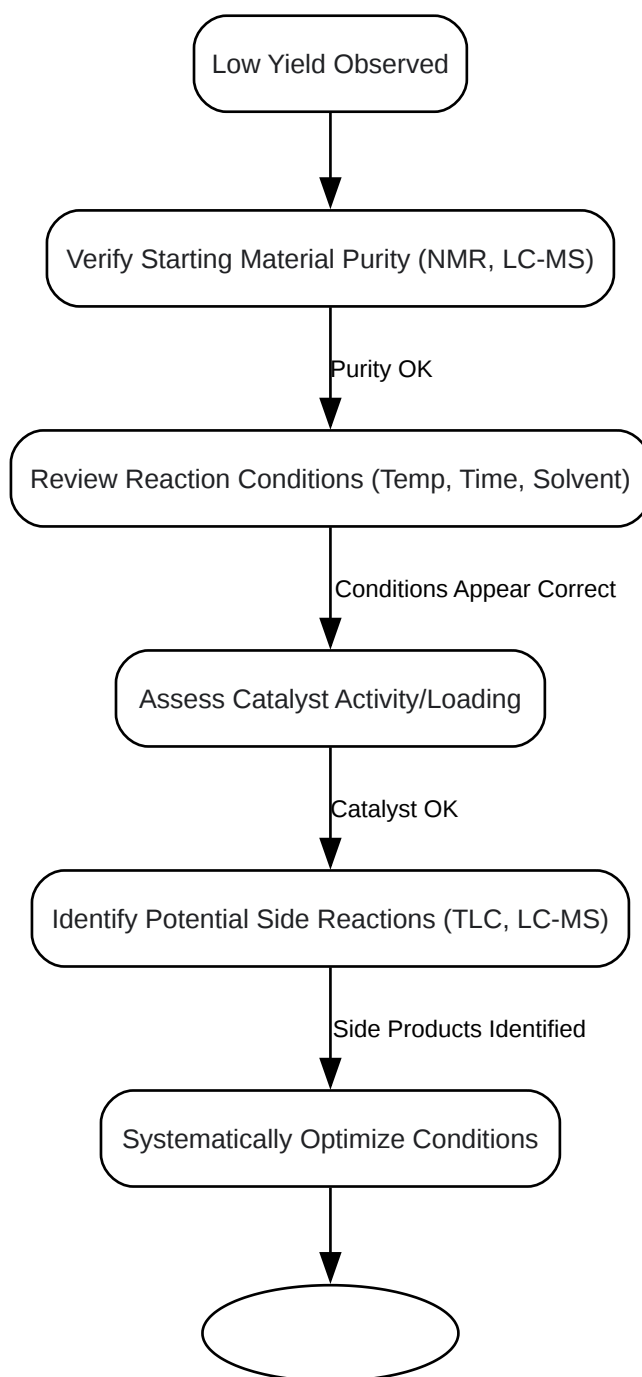 Low Yield Observed
Verify Starting Material Purity (NMR, LC-MS)
Purity OK
Review Reaction Conditions (Temp, Time, Solvent)
Conditions Appear Correct
Assess Catalyst Activity/Loading
Catalyst OK
Identify Potential Side Reactions (TLC, LC-MS)
Side Products Identified
Systematically Optimize Conditions